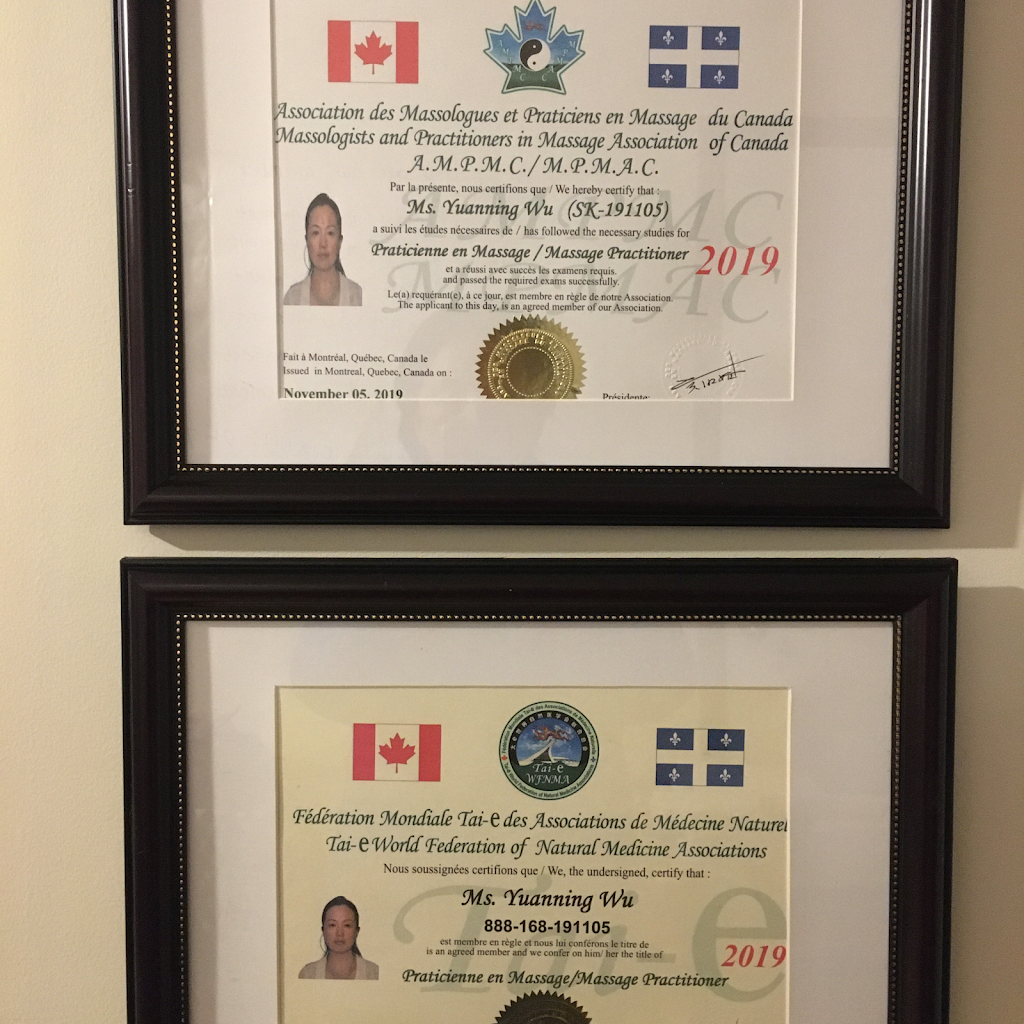 Association des Massologues et Praticiens en Massage du Canada
Massologists and Practitioners in Massage Association of Canada
A.M.P.M.C./ M.P.M.A.C.
Par la présente, nous certifions que / We hereby certify that :
Ms. Yuanning Wu (SK-191105)
a suivi les études nécessaires de / has followed the necessary studies for
Praticienne en Massage / Massage Practitioner
2019
et a réussi avec succès les examens requis.
and passed the required exams successfully.
Le(a) requérant(e), à ce jour, est membre en règle de notre Association.
The applicant to this day, is an agreed member of our Association.
Fait à Montréal, Québec, Canada le
Issued in Montreal, Quebec, Canada on :
November 05, 2019
Présidente:
Tai-e
WFNMA
Fédération Mondiale Tai-e des Associations de Médecine Naturel
Tai-e World Federation of Natural Medicine Associations
Nous soussignées certifions que / We, the undersigned, certify that :
Ms. Yuanning Wu
888-168-191105
est membre en règle et nous lui conférons le titre de
is an agreed member and we confer on him/ her the title of
2019
Praticienne en Massage/Massage Practitioner